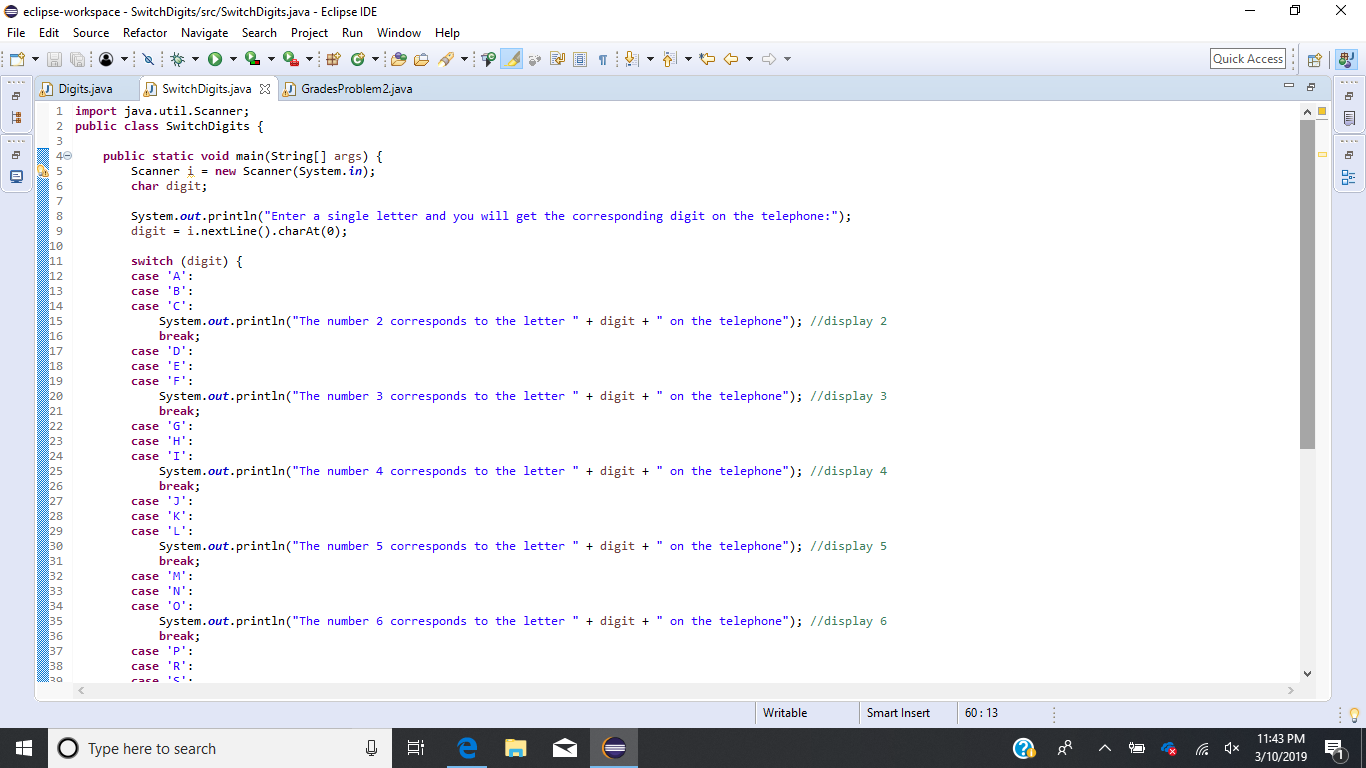 eclipse-workspace - SwitchDigits/src/SwitchDigits.java - Eclipse IDE
File Edit Source Refactor Navigate Search Project Run Window Help
Quick Access
Digits.java SwitchDigits.java GradesProblem2.java
1 import java.util.Scanner;
2 public class SwitchDigits {
3
4 public static void main(String[] args) {
5 Scanner i = new Scanner(System.in);
6 char digit;
7
8 System.out.println("Enter a single letter and you will get the corresponding digit on the telephone:");
9 digit = i.nextLine().charAt(0);
10
11 switch (digit) {
12 case 'A':
13 case 'B':
14 case 'C':
15 System.out.println("The number 2 corresponds to the letter " + digit + " on the telephone"); //display 2
16 break;
17 case 'D':
18 case 'E':
19 case 'F':
20 System.out.println("The number 3 corresponds to the letter " + digit + " on the telephone"); //display 3
21 break;
22 case 'G':
23 case 'H':
24 case 'I':
25 System.out.println("The number 4 corresponds to the letter " + digit + " on the telephone"); //display 4
26 break;
27 case 'J':
28 case 'K':
29 case 'L':
30 System.out.println("The number 5 corresponds to the letter " + digit + " on the telephone"); //display 5
31 break;
32 case 'M':
33 case 'N':
34 case 'O':
35 System.out.println("The number 6 corresponds to the letter " + digit + " on the telephone"); //display 6
36 break;
37 case 'P':
38 case 'R':
39 case 'S':
Writable Smart Insert 60 : 13
Type here to search
11:43 PM
3/10/2019
1